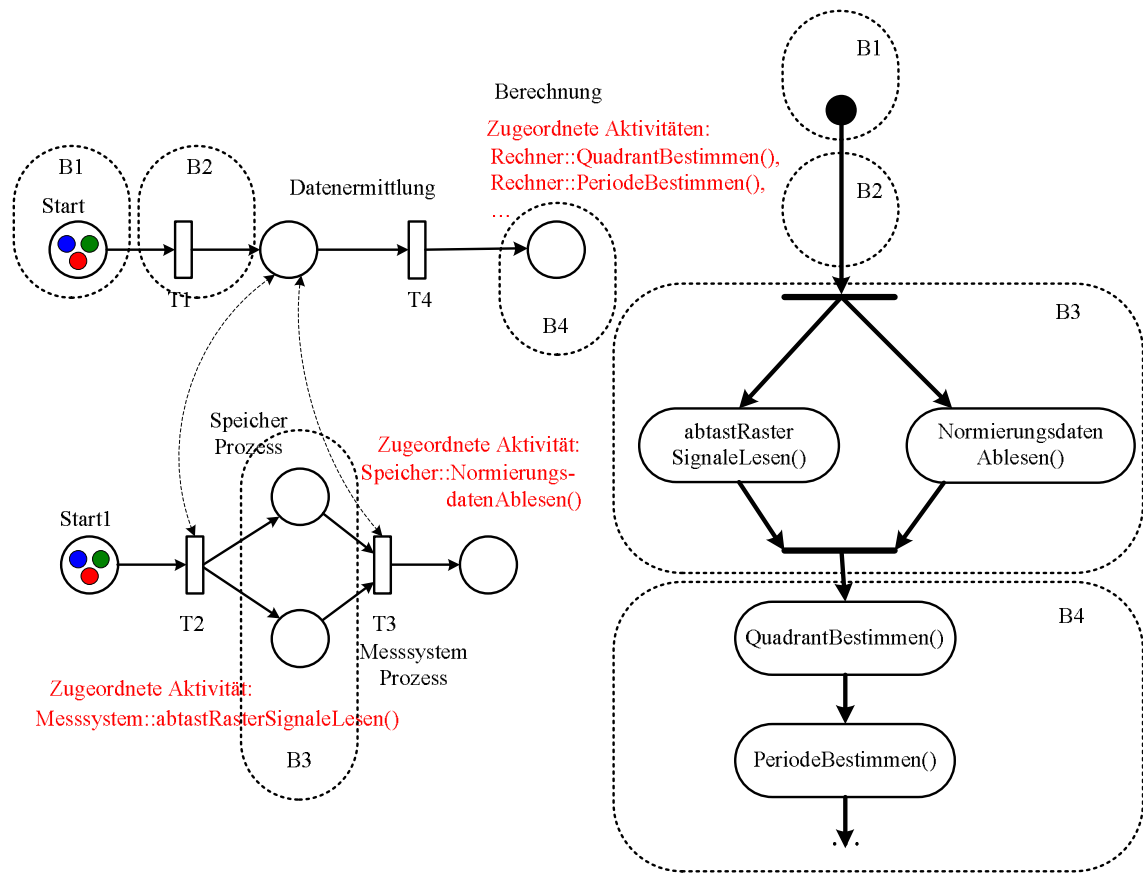 Berechnung
Zugeordnete Aktivitäten:
Rechner::QuadrantBestimmen(),
Rechner::PeriodeBestimmen(),
…
B1
B2
Start
Datenermittlung
T1
T4
B4
Speicher
Prozess
Zugeordnete Aktivität:
Speicher::Normierungs-
datenAblesen()
Start1
T2
T3
Messsystem
Prozess
Zugeordnete Aktivität:
Messsystem::abtastRasterSignaleLesen()
B3
B1
B2
B3
abtastRaster
SignaleLesen()
Normierungsdaten
Ablesen()
B4
QuadrantBestimmen()
PeriodeBestimmen()
. .